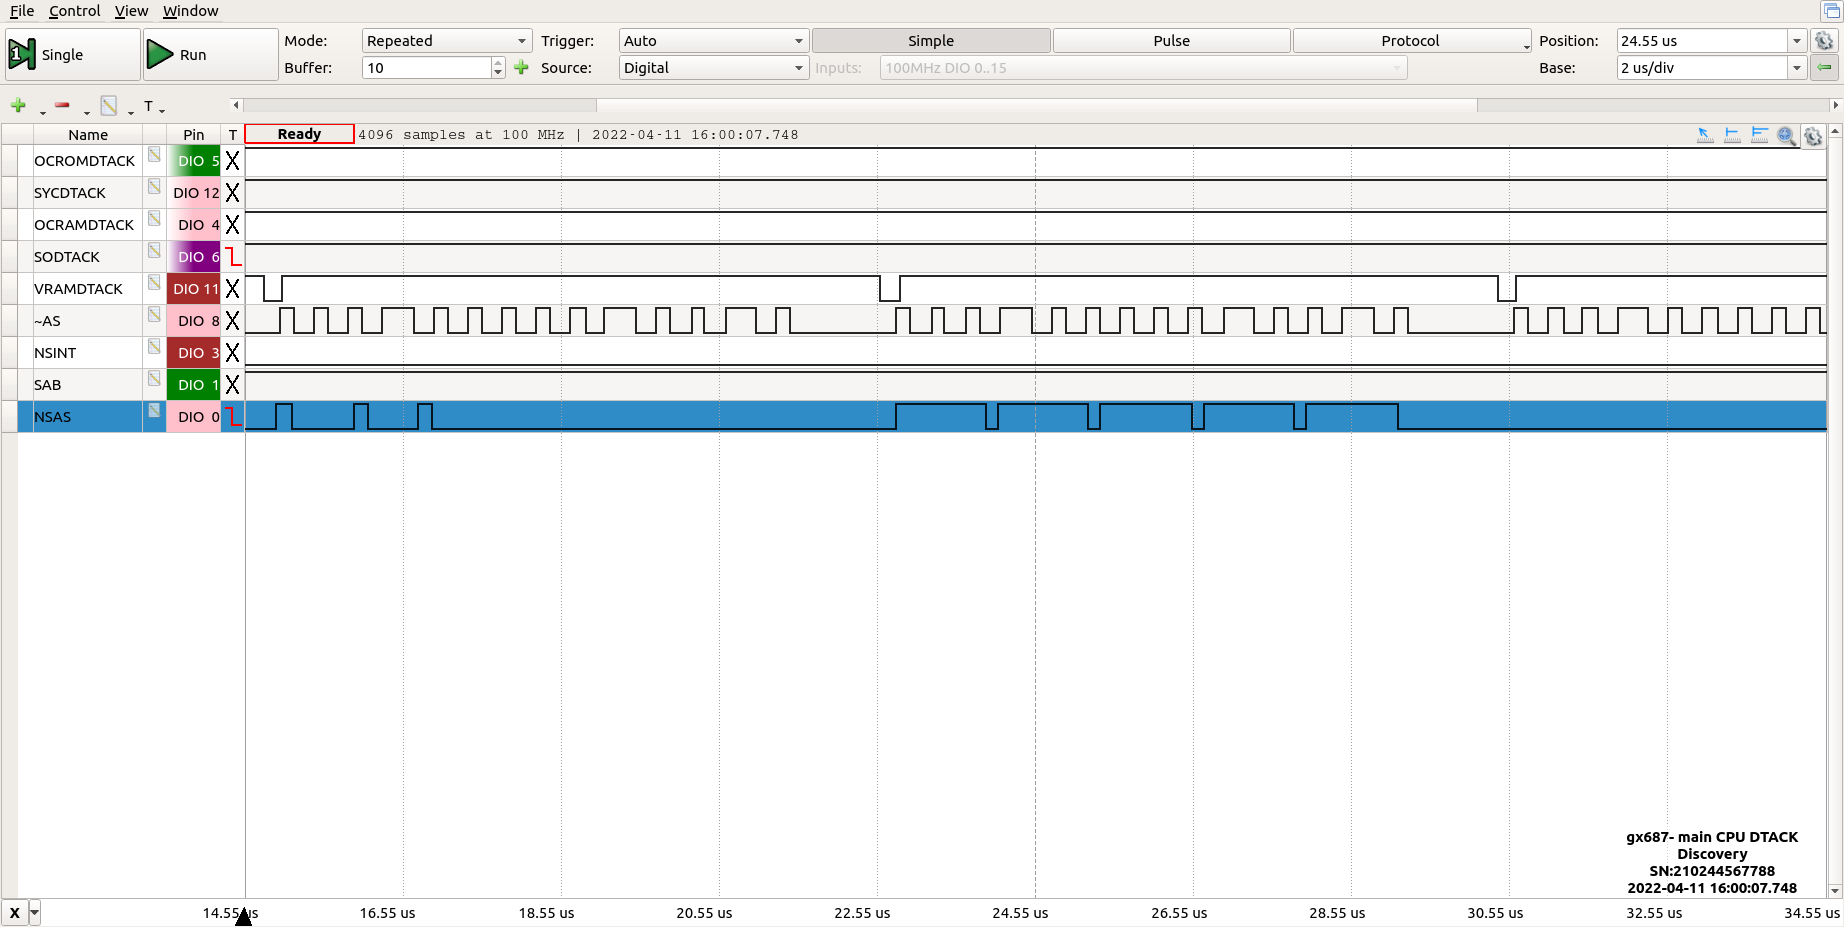 File Control View Window
Single
Run
Mode: Repeated Trigger: Auto Simple Pulse Protocol Position: 24.55 us
Buffer: 10 Source: Digital Inputs: 100MHz DIO 0..15 Base: 2 us/div
T
Name Pin T Ready 4096 samples at 100 MHz | 2022-04-11 16:00:07.748
OCROMDTACK DIO 5 X
SYCDTACK DIO 12 X
OCRAMDTACK DIO 4 X
SODTACK DIO 6
VRAMDTACK DIO 11 X
~AS DIO 8 X
NSINT DIO 3 X
SAB DIO 1 X
NSAS DIO 0
gx687- main CPU DTACK
Discovery
SN:210244567788
2022-04-11 16:00:07.748
X 14.55 us 16.55 us 18.55 us 20.55 us 22.55 us 24.55 us 26.55 us 28.55 us 30.55 us 32.55 us 34.55 us